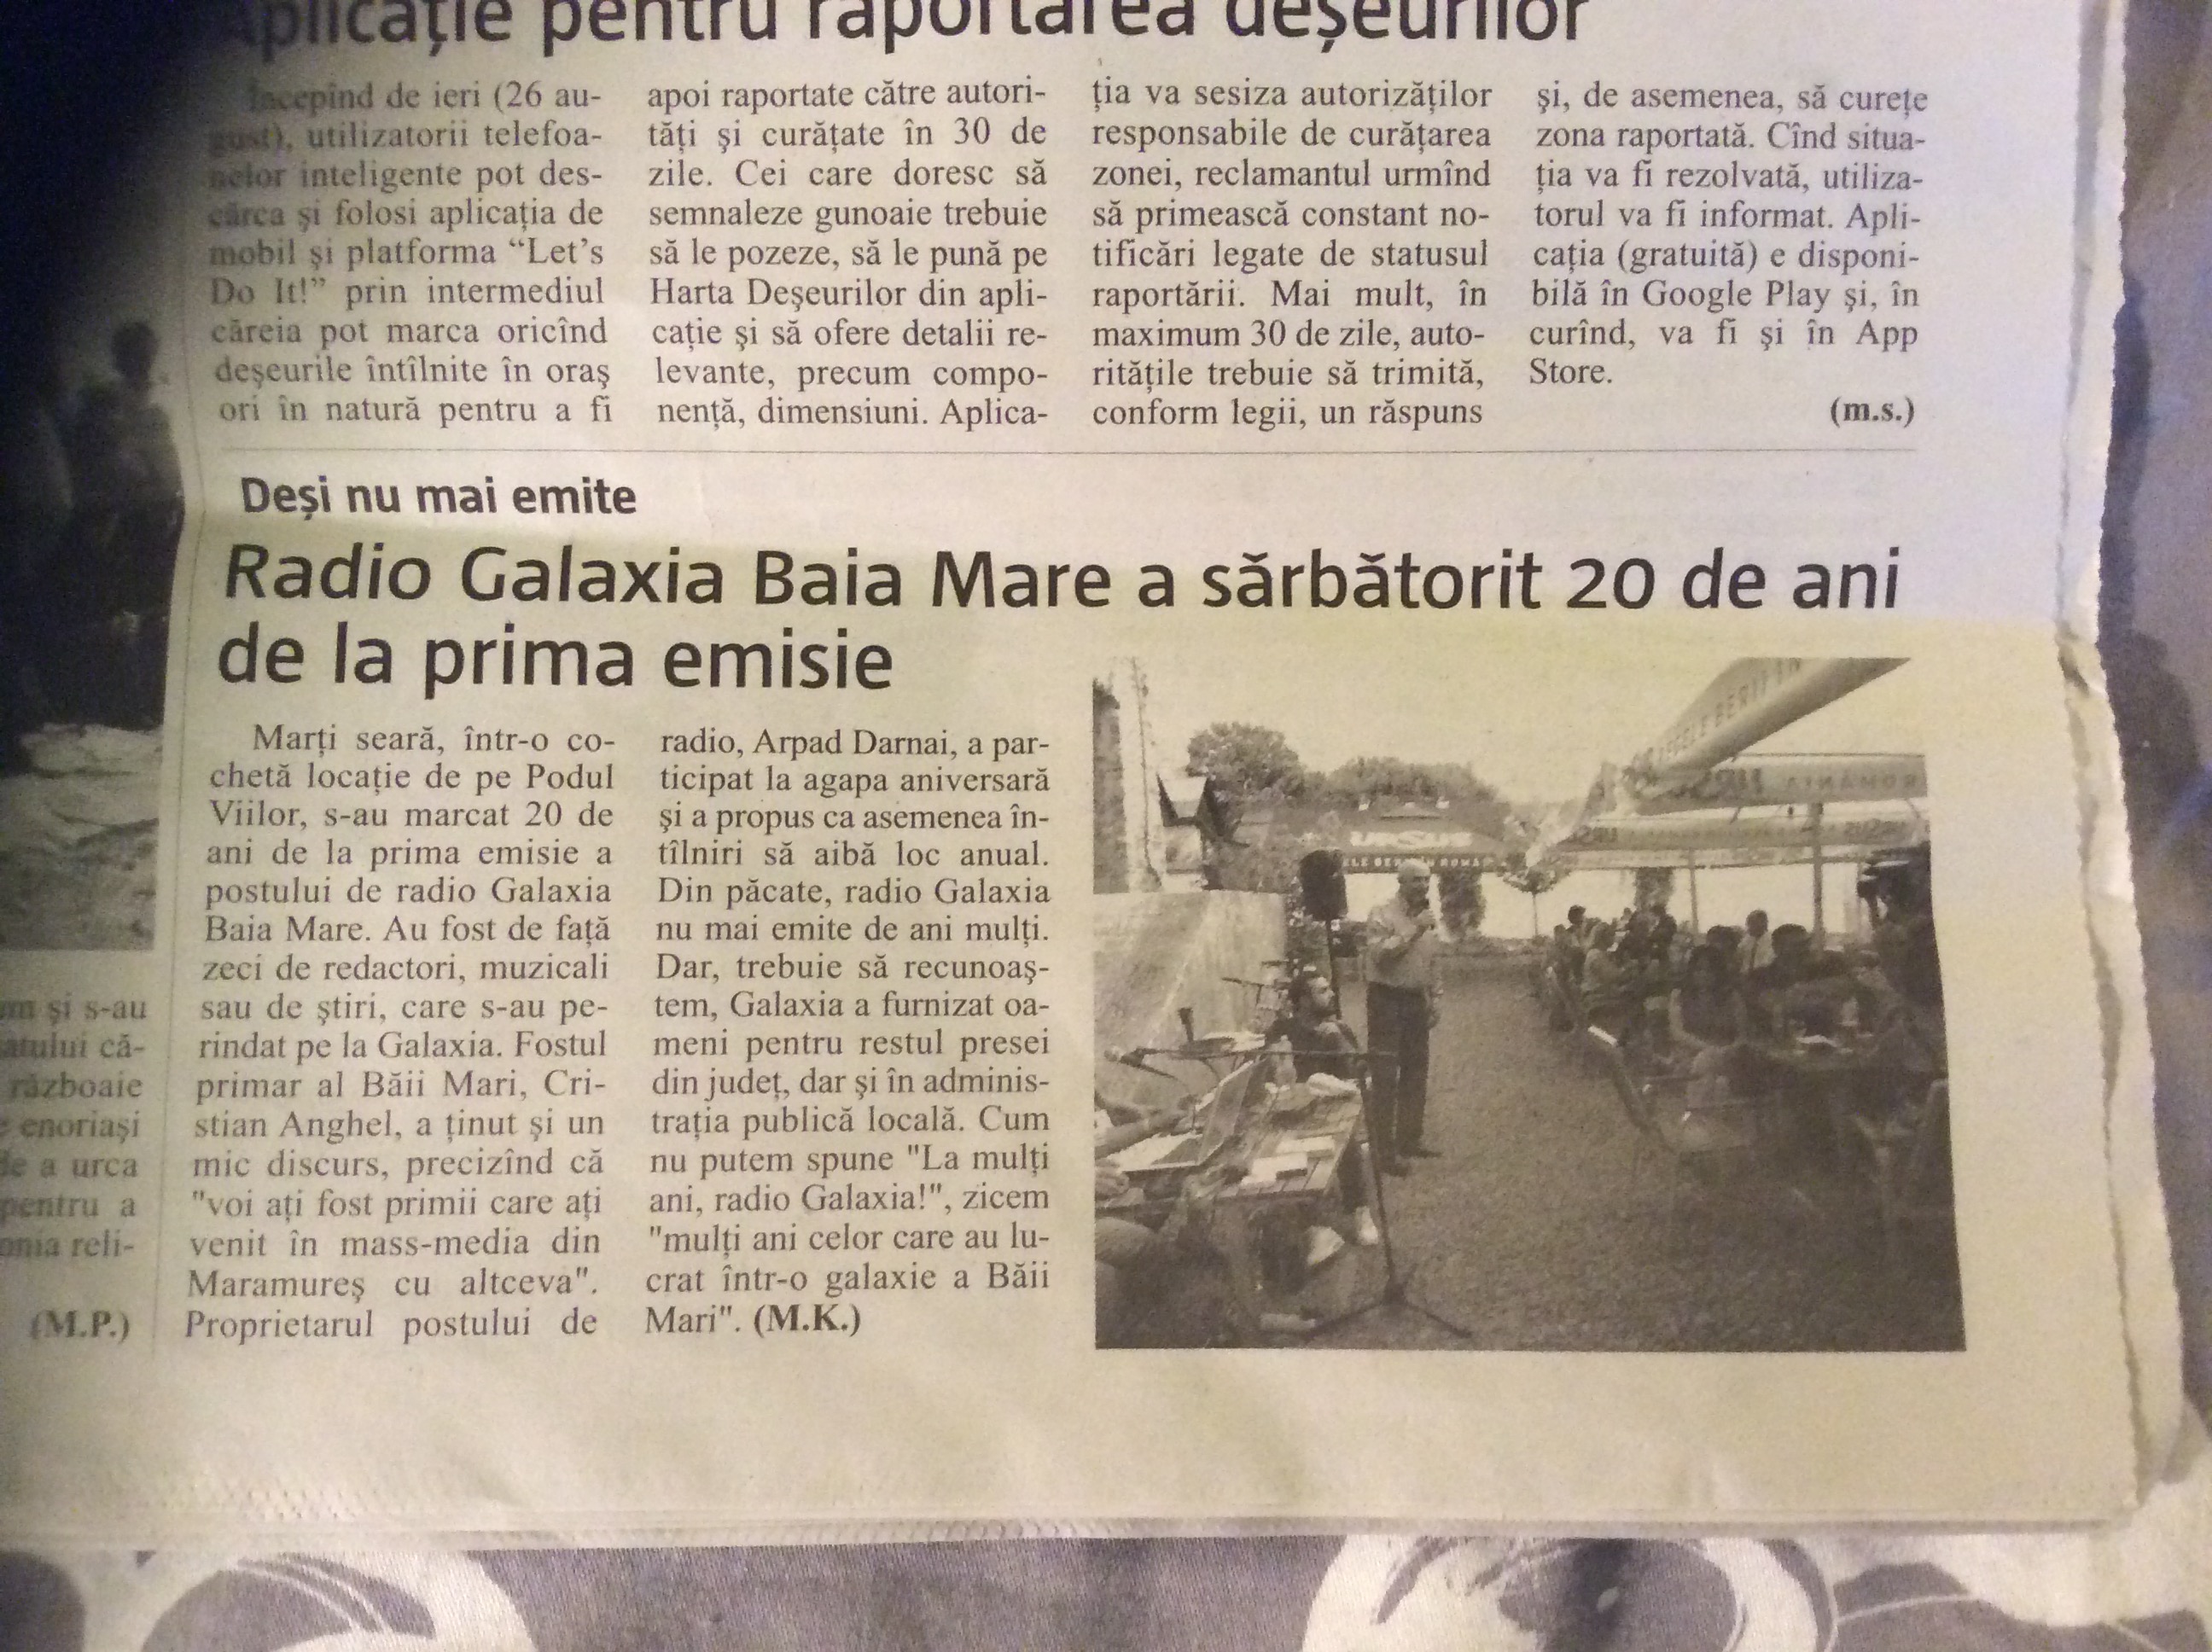 Aplicație pentru raportarea deșeurilor
Începînd de ieri (26 au-
gust), utilizatorii telefoa-
nelor inteligente pot des-
cărca și folosi aplicația de
mobil și platforma “Let’s
Do It!” prin intermediul
căreia pot marca oricînd
deșeurile întîlnite în oraș
ori în natură pentru a fi
apoi raportate către autori-
tăți și curățate în 30 de
zile. Cei care doresc să
semnaleze gunoaie trebuie
să le pozeze, să le pună pe
Harta Deșeurilor din apli-
cație și să ofere detalii re-
levante, precum compo-
nență, dimensiuni. Aplica-
ția va sesiza autorizăților
responsabile de curățarea
zonei, reclamantul urmînd
să primească constant no-
tificări legate de statusul
raportării. Mai mult, în
maximum 30 de zile, auto-
ritățile trebuie să trimită,
conform legii, un răspuns
și, de asemenea, să curețe
zona raportată. Cînd situa-
ția va fi rezolvată, utiliza-
torul va fi informat. Apli-
cația (gratuită) e disponi-
bilă în Google Play și, în
curînd, va fi și în App
Store.
(m.s.)
Deși nu mai emite
Radio Galaxia Baia Mare a sărbătorit 20 de ani
de la prima emisie
Marți seară, într-o co-
chetă locație de pe Podul
Viilor, s-au marcat 20 de
ani de la prima emisie a
postului de radio Galaxia
Baia Mare. Au fost de față
zeci de redactori, muzicali
sau de știri, care s-au pe-
rindat pe la Galaxia. Fostul
primar al Băii Mari, Cri-
stian Anghel, a ținut și un
mic discurs, precizînd că
"voi ați fost primii care ați
venit în mass-media din
Maramureș cu altceva".
Proprietarul postului de
radio, Arpad Darnai, a par-
ticipat la agapa aniversară
și a propus ca asemenea în-
tîlniri să aibă loc anual.
Din păcate, radio Galaxia
nu mai emite de ani mulți.
Dar, trebuie să recunoaș-
tem, Galaxia a furnizat oa-
meni pentru restul presei
din județ, dar și în adminis-
trația publică locală. Cum
nu putem spune "La mulți
ani, radio Galaxia!", zicem
"mulți ani celor care au lu-
crat într-o galaxie a Băii
Mari". (M.K.)
și s-au
că-
războaie
enoriași
a urca
pentru a
reli-
(M.P.)